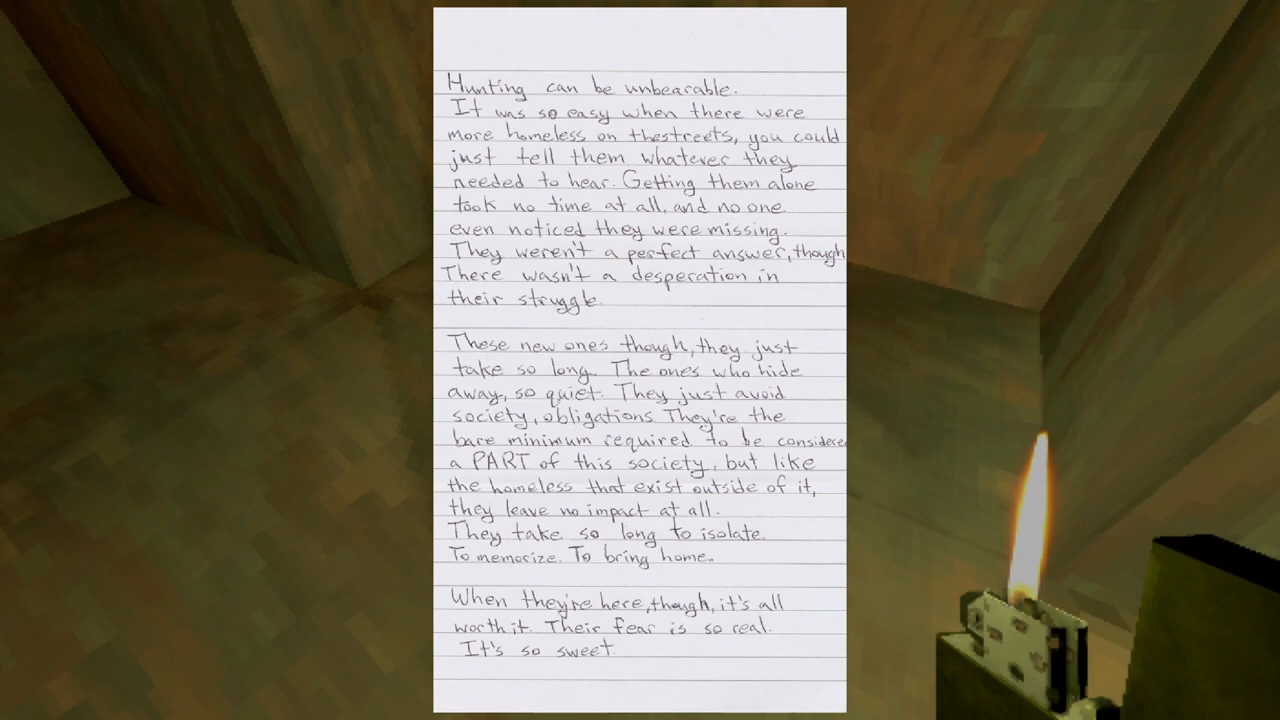 Hunting can be unbearable.
It was so easy when there were
more homeless on thestreets, you could
just tell them whatever they
needed to hear. Getting them alone
took no time at all, and no one
even noticed they were missing.
They weren't a perfect answer, though
There wasn't a desperation in
their struggle.
These new ones though, they just
take so long. The ones who hide
away, so quiet. They just avoid
society, obligations. They're the
bare minimum required to be considered
a PART of this society, but like
the homeless that exist outside of it,
they leave no impact at all.
They take so long to isolate.
To memorize. To bring home.
When they're here, though, it's all
worth it. Their fear is so real.
It's so sweet